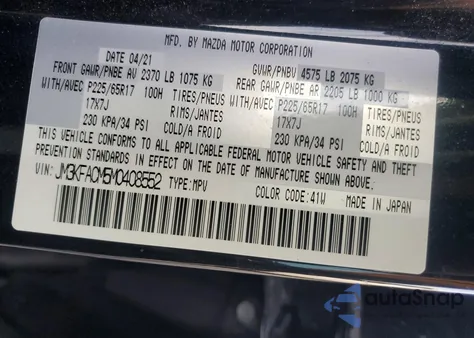 MFD. BY MAZDA MOTOR CORPORATION
DATE 04/21 GVWR/PNBV 4575 LB 2075 KG
FRONT GAWR/PNBE AV 2370 LB 1075 KG REAR GAWR/PNBE AR 2205 LB 1000 KG
WITH/AVEC P225/65R17 100H TIRES/PNEUS WITH/AVEC P225/65R17 100H TIRES/PNEUS
17X7J RIMS/JANTES 17X7J RIMS/JANTES
230 KPA/34 PSI COLD/A FROID 230 KPA/34 PSI COLD/A FROID
THIS VEHICLE CONFORMS TO ALL APPLICABLE FEDERAL MOTOR VEHICLE SAFETY AND THEFT
PREVENTION STANDARDS IN EFFECT ON THE DATE OF MANUFACTURE SHOWN ABOVE.
VIN: JM3KFACM5M0408552 TYPE:MPV COLOR CODE:41W MADE IN JAPAN
autoSnap